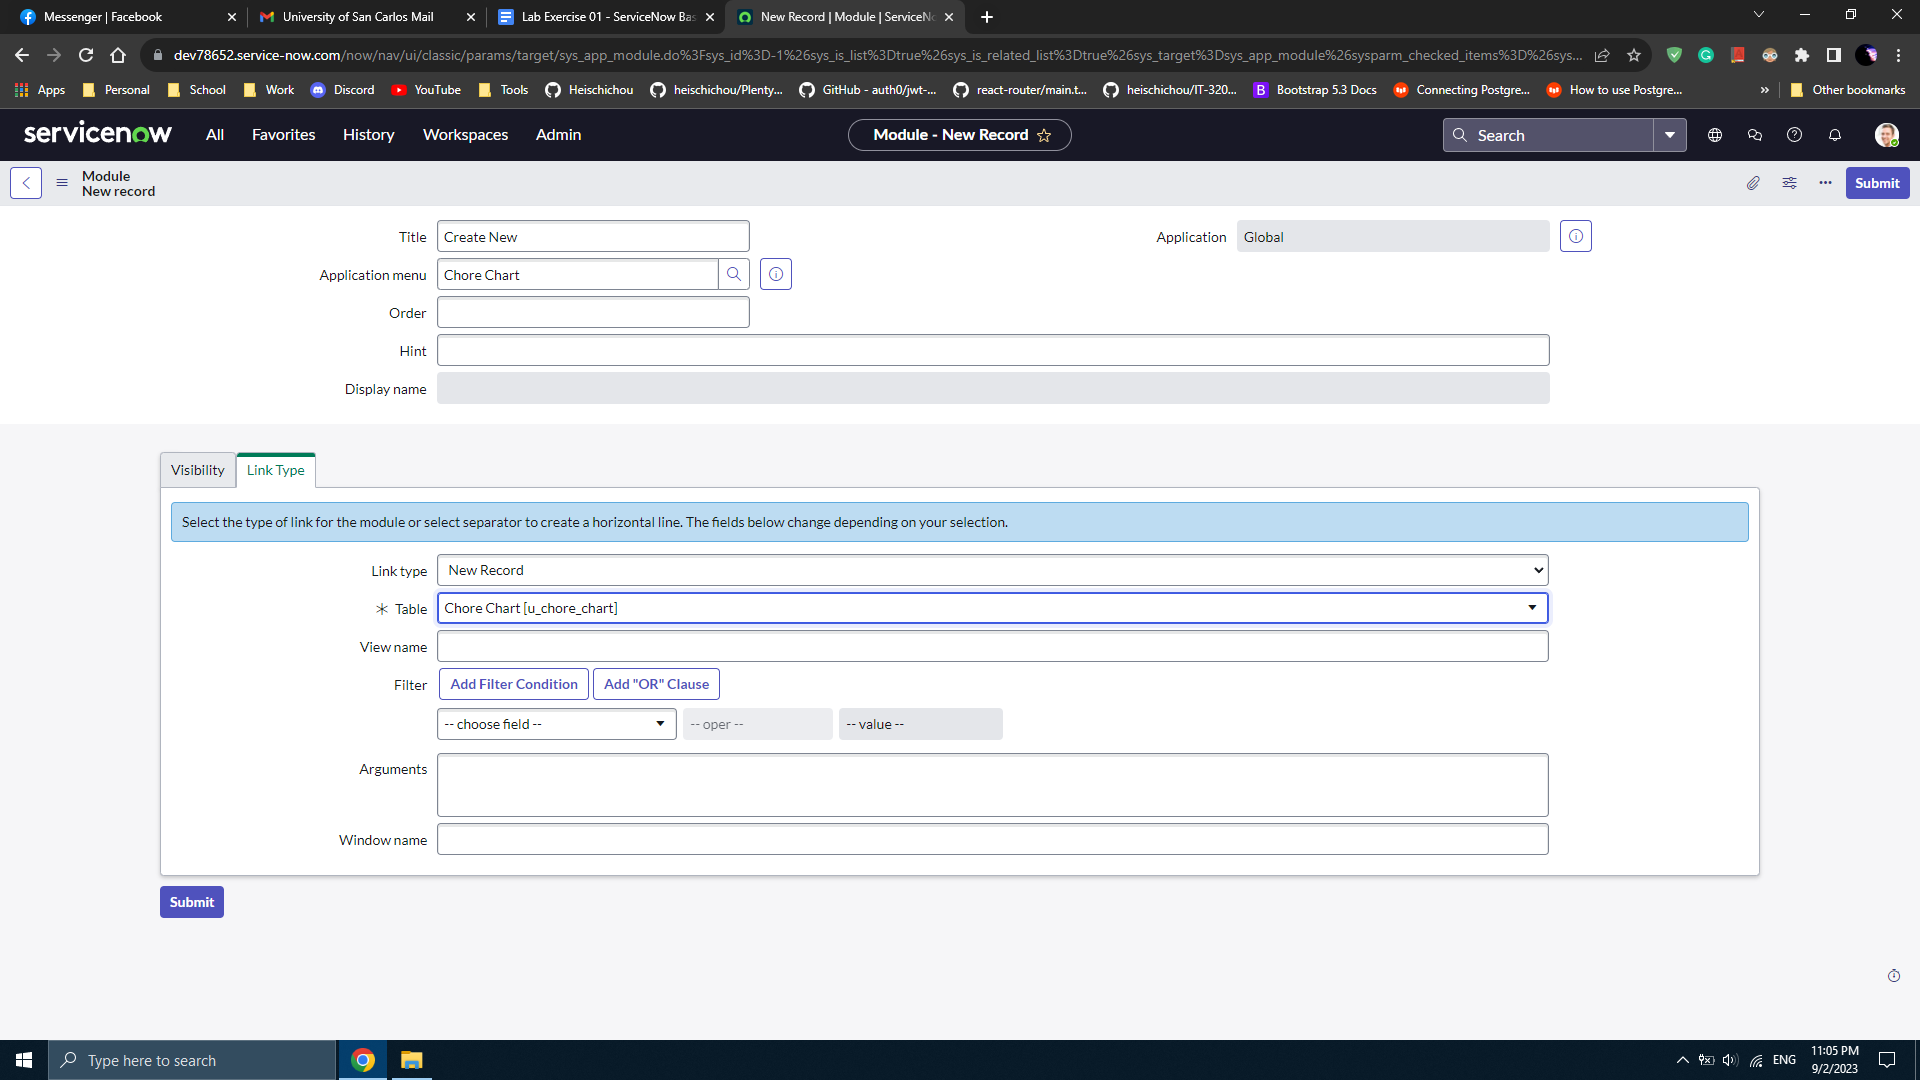 Messenger | Facebook
University of San Carlos Mail
Lab Exercise 01 - ServiceNow Bas
New Record | Module | ServiceNo
dev78652.service-now.com/now/nav/ui/classic/params/target/sys_app_module.do%3Fsys_id%3D-1%26sys_is_list%3Dtrue%26sys_is_related_list%3Dtrue%26sys_target%3Dsys_app_module%26sysparm_checked_items%3D%26sys...
Apps
Personal
School
Work
Discord
YouTube
Tools
Heischichou
heischichou/Plenty...
GitHub - auth0/jwt-...
react-router/main.t...
heischichou/IT-320...
Bootstrap 5.3 Docs
Connecting Postgre...
How to use Postgre...
»
Other bookmarks
servicenow
All
Favorites
History
Workspaces
Admin
Module - New Record
Search
Module
New record
Submit
Title
Create New
Application
Global
Application menu
Chore Chart
Order
Hint
Display name
Visibility
Link Type
Select the type of link for the module or select separator to create a horizontal line. The fields below change depending on your selection.
Link type
New Record
Table
Chore Chart [u_chore_chart]
View name
Filter
Add Filter Condition
Add "OR" Clause
-- choose field --
-- oper --
-- value --
Arguments
Window name
Submit
Type here to search
ENG
11:05 PM
9/2/2023